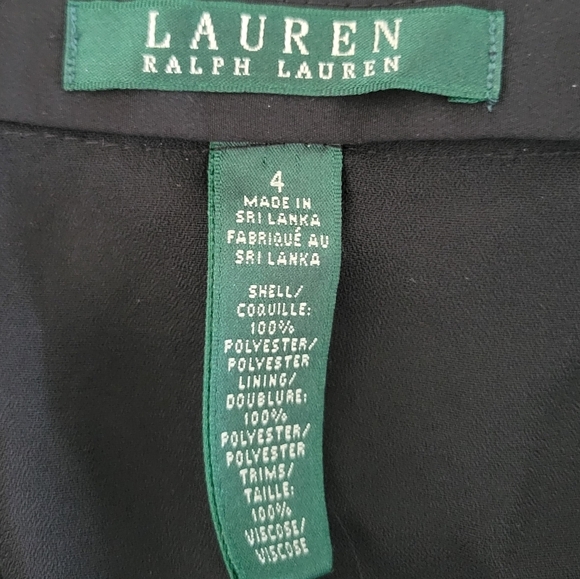 LAUREN
RALPH LAUREN
4
MADE IN
SRI LANKA
FABRIQUÉ AU
SRI LANKA
SHELL/
COQUILLE:
100%
POLYESTER/
POLYESTER
LINING/
DOUBLURE:
100%
POLYESTER/
POLYESTER
TRIMS/
TAILLE:
100%
VISCOSE/
VISCOSE